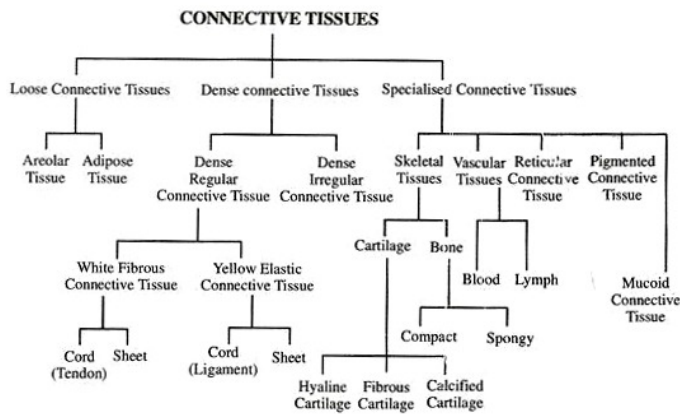 CONNECTIVE TISSUES
Loose Connective Tissues
Dense connective Tissues
Specialised Connective Tissues
Areolar
Tissue
Adipose
Tissue
Dense
Regular
Connective Tissue
Dense
Irregular
Connective Tissue
Skeletal
Tissues
Vascular
Tissues
Reticular
Connective
Tissue
Pigmented
Connective
Tissue
Cartilage
Bone
Blood
Lymph
Mucoid
Connective
Tissue
White Fibrous
Connective Tissue
Yellow Elastic
Connective Tissue
Compact
Spongy
Cord
(Tendon)
Sheet
Cord
(Ligament)
Sheet
Hyaline
Cartilage
Fibrous
Cartilage
Calcified
Cartilage